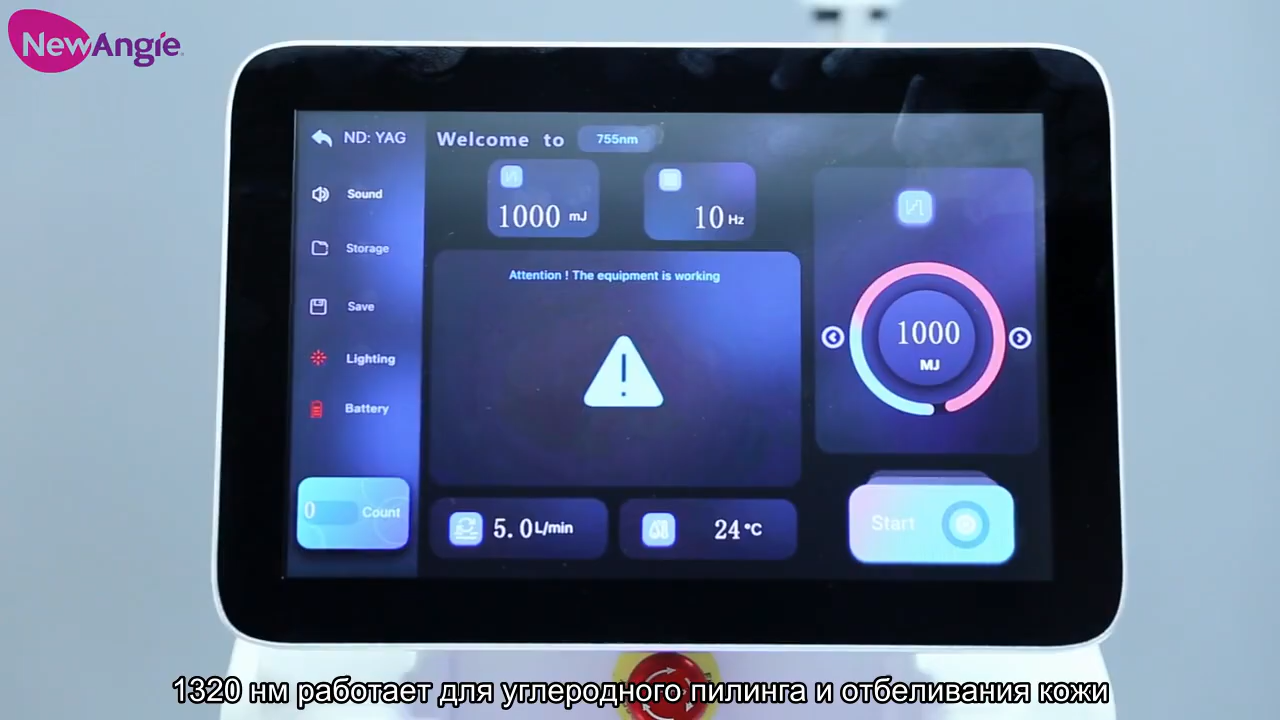 NewAngie
ND: YAG
Welcome to 755nm
Sound
Storage
Save
Lighting
Battery
0 Count
1000 mJ
10 Hz
Attention ! The equipment is working
5.0L/min
24°C
1000
MJ
Start
1320 нм работает для углеродного пилинга и отбеливания кожи